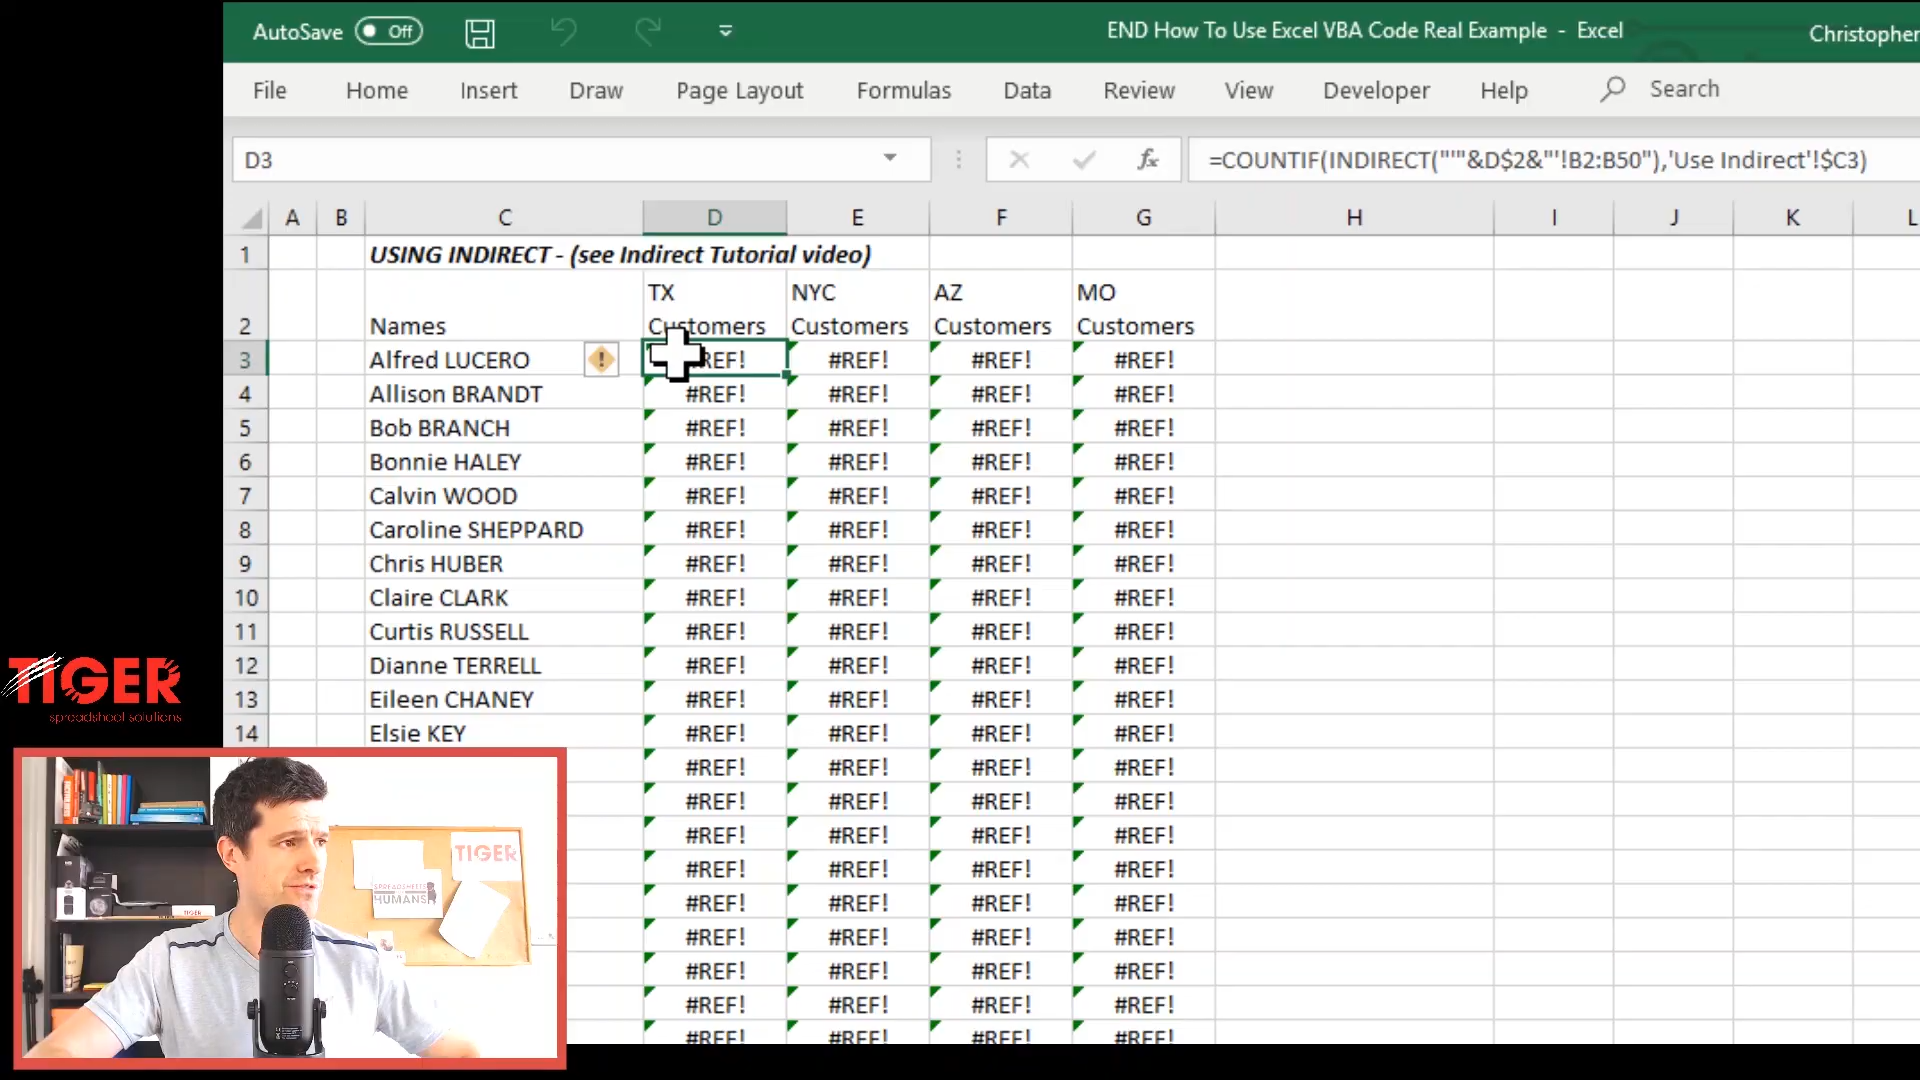 AutoSave Off END How To Use Excel VBA Code Real Example - Excel Christopher
File Home Insert Draw Page Layout Formulas Data Review View Developer Help Search
D3 fx =COUNTIF(INDIRECT("'"&D$2&"'!B2:B50"),'Use Indirect'!$C3)
A B C D E F G H I J K L
1 USING INDIRECT - (see Indirect Tutorial video)
TX NYC AZ MO
2 Names Customers Customers Customers Customers
3 Alfred LUCERO ! #REF! #REF! #REF! #REF!
4 Allison BRANDT #REF! #REF! #REF! #REF!
5 Bob BRANCH #REF! #REF! #REF! #REF!
6 Bonnie HALEY #REF! #REF! #REF! #REF!
7 Calvin WOOD #REF! #REF! #REF! #REF!
8 Caroline SHEPPARD #REF! #REF! #REF! #REF!
9 Chris HUBER #REF! #REF! #REF! #REF!
10 Claire CLARK #REF! #REF! #REF! #REF!
11 Curtis RUSSELL #REF! #REF! #REF! #REF!
12 Dianne TERRELL #REF! #REF! #REF! #REF!
13 Eileen CHANEY #REF! #REF! #REF! #REF!
14 Elsie KEY #REF! #REF! #REF! #REF!
#REF! #REF! #REF! #REF!
#REF! #REF! #REF! #REF!
#REF! #REF! #REF! #REF!
#REF! #REF! #REF! #REF!
#REF! #REF! #REF! #REF!
#REF! #REF! #REF! #REF!
#REF! #REF! #REF! #REF!
#REF! #REF! #REF! #REF!
#REF! #REF! #REF! #REF!
TIGER
spreadsheet solutions
TIGER
SPREADSHEETS
HUMANS
TIGER